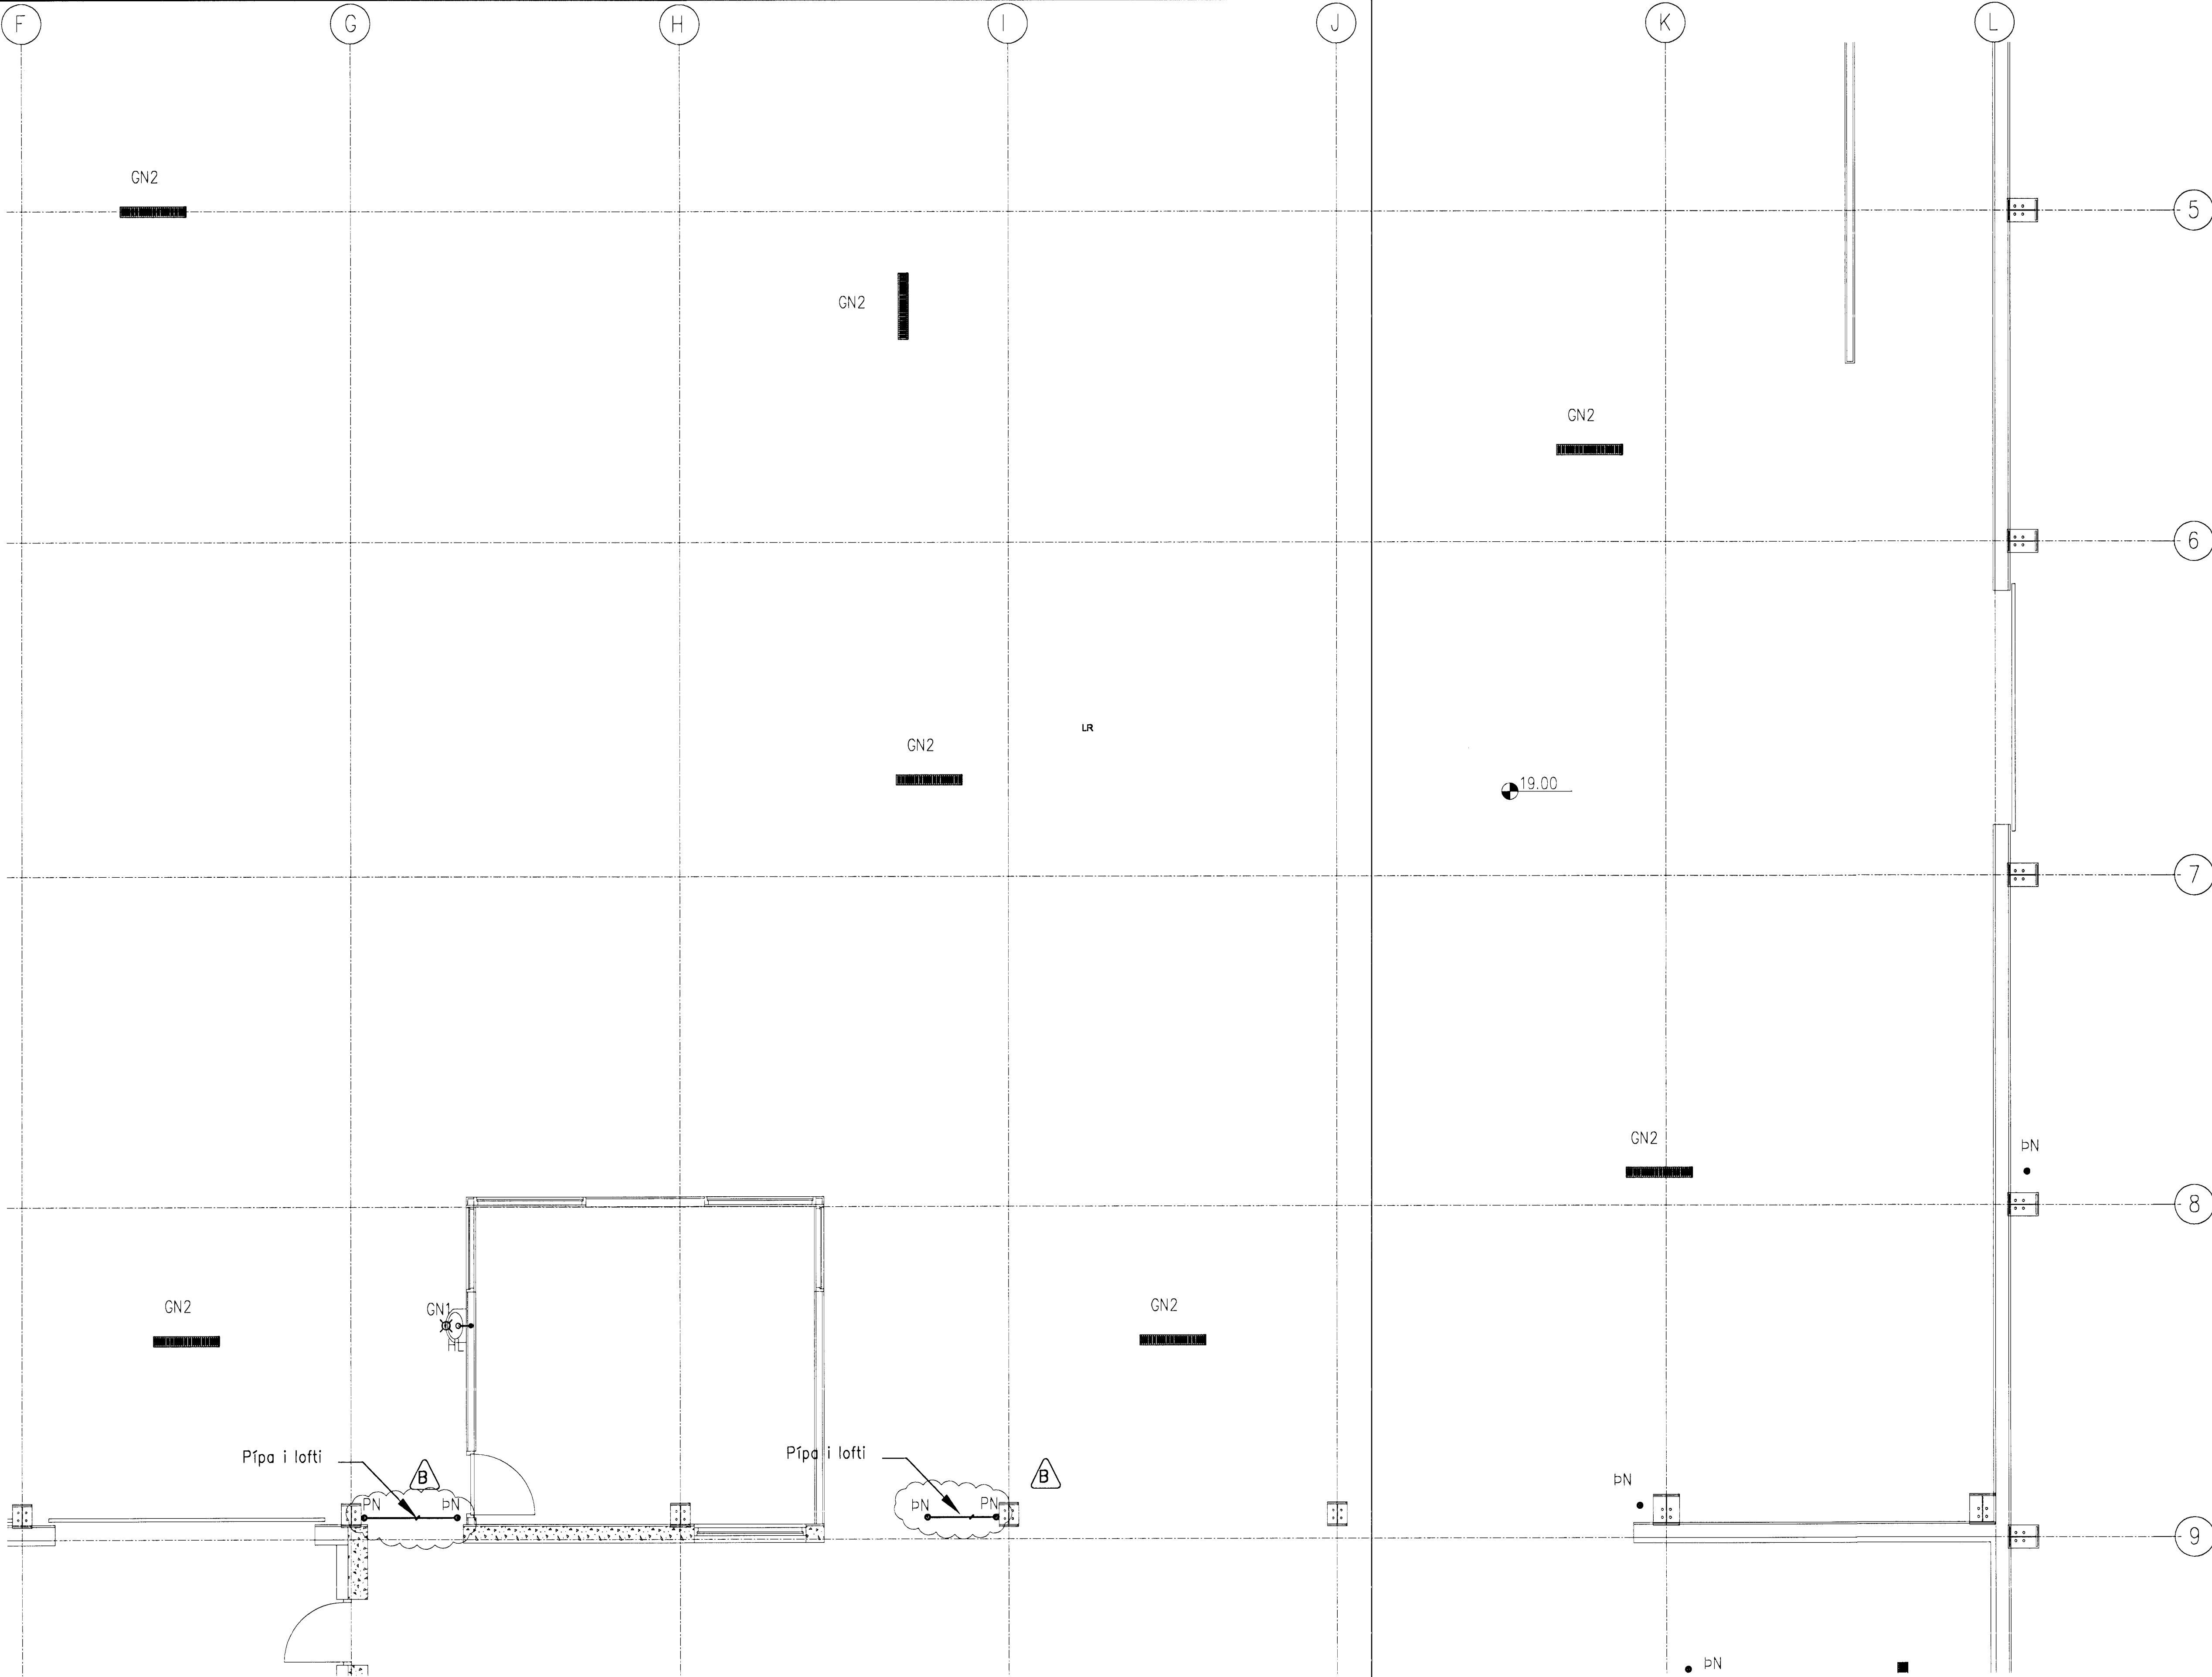 F G H I J K L
GN2
5
GN2
GN2
6
LR
GN2
19.00
7
GN2
ÞN
8
GN2
GN1
GN2
HL
Pípa i lofti
Pípa i lofti
B
B
ÞN
PN
ÞN
ÞN
PN
9
ÞN